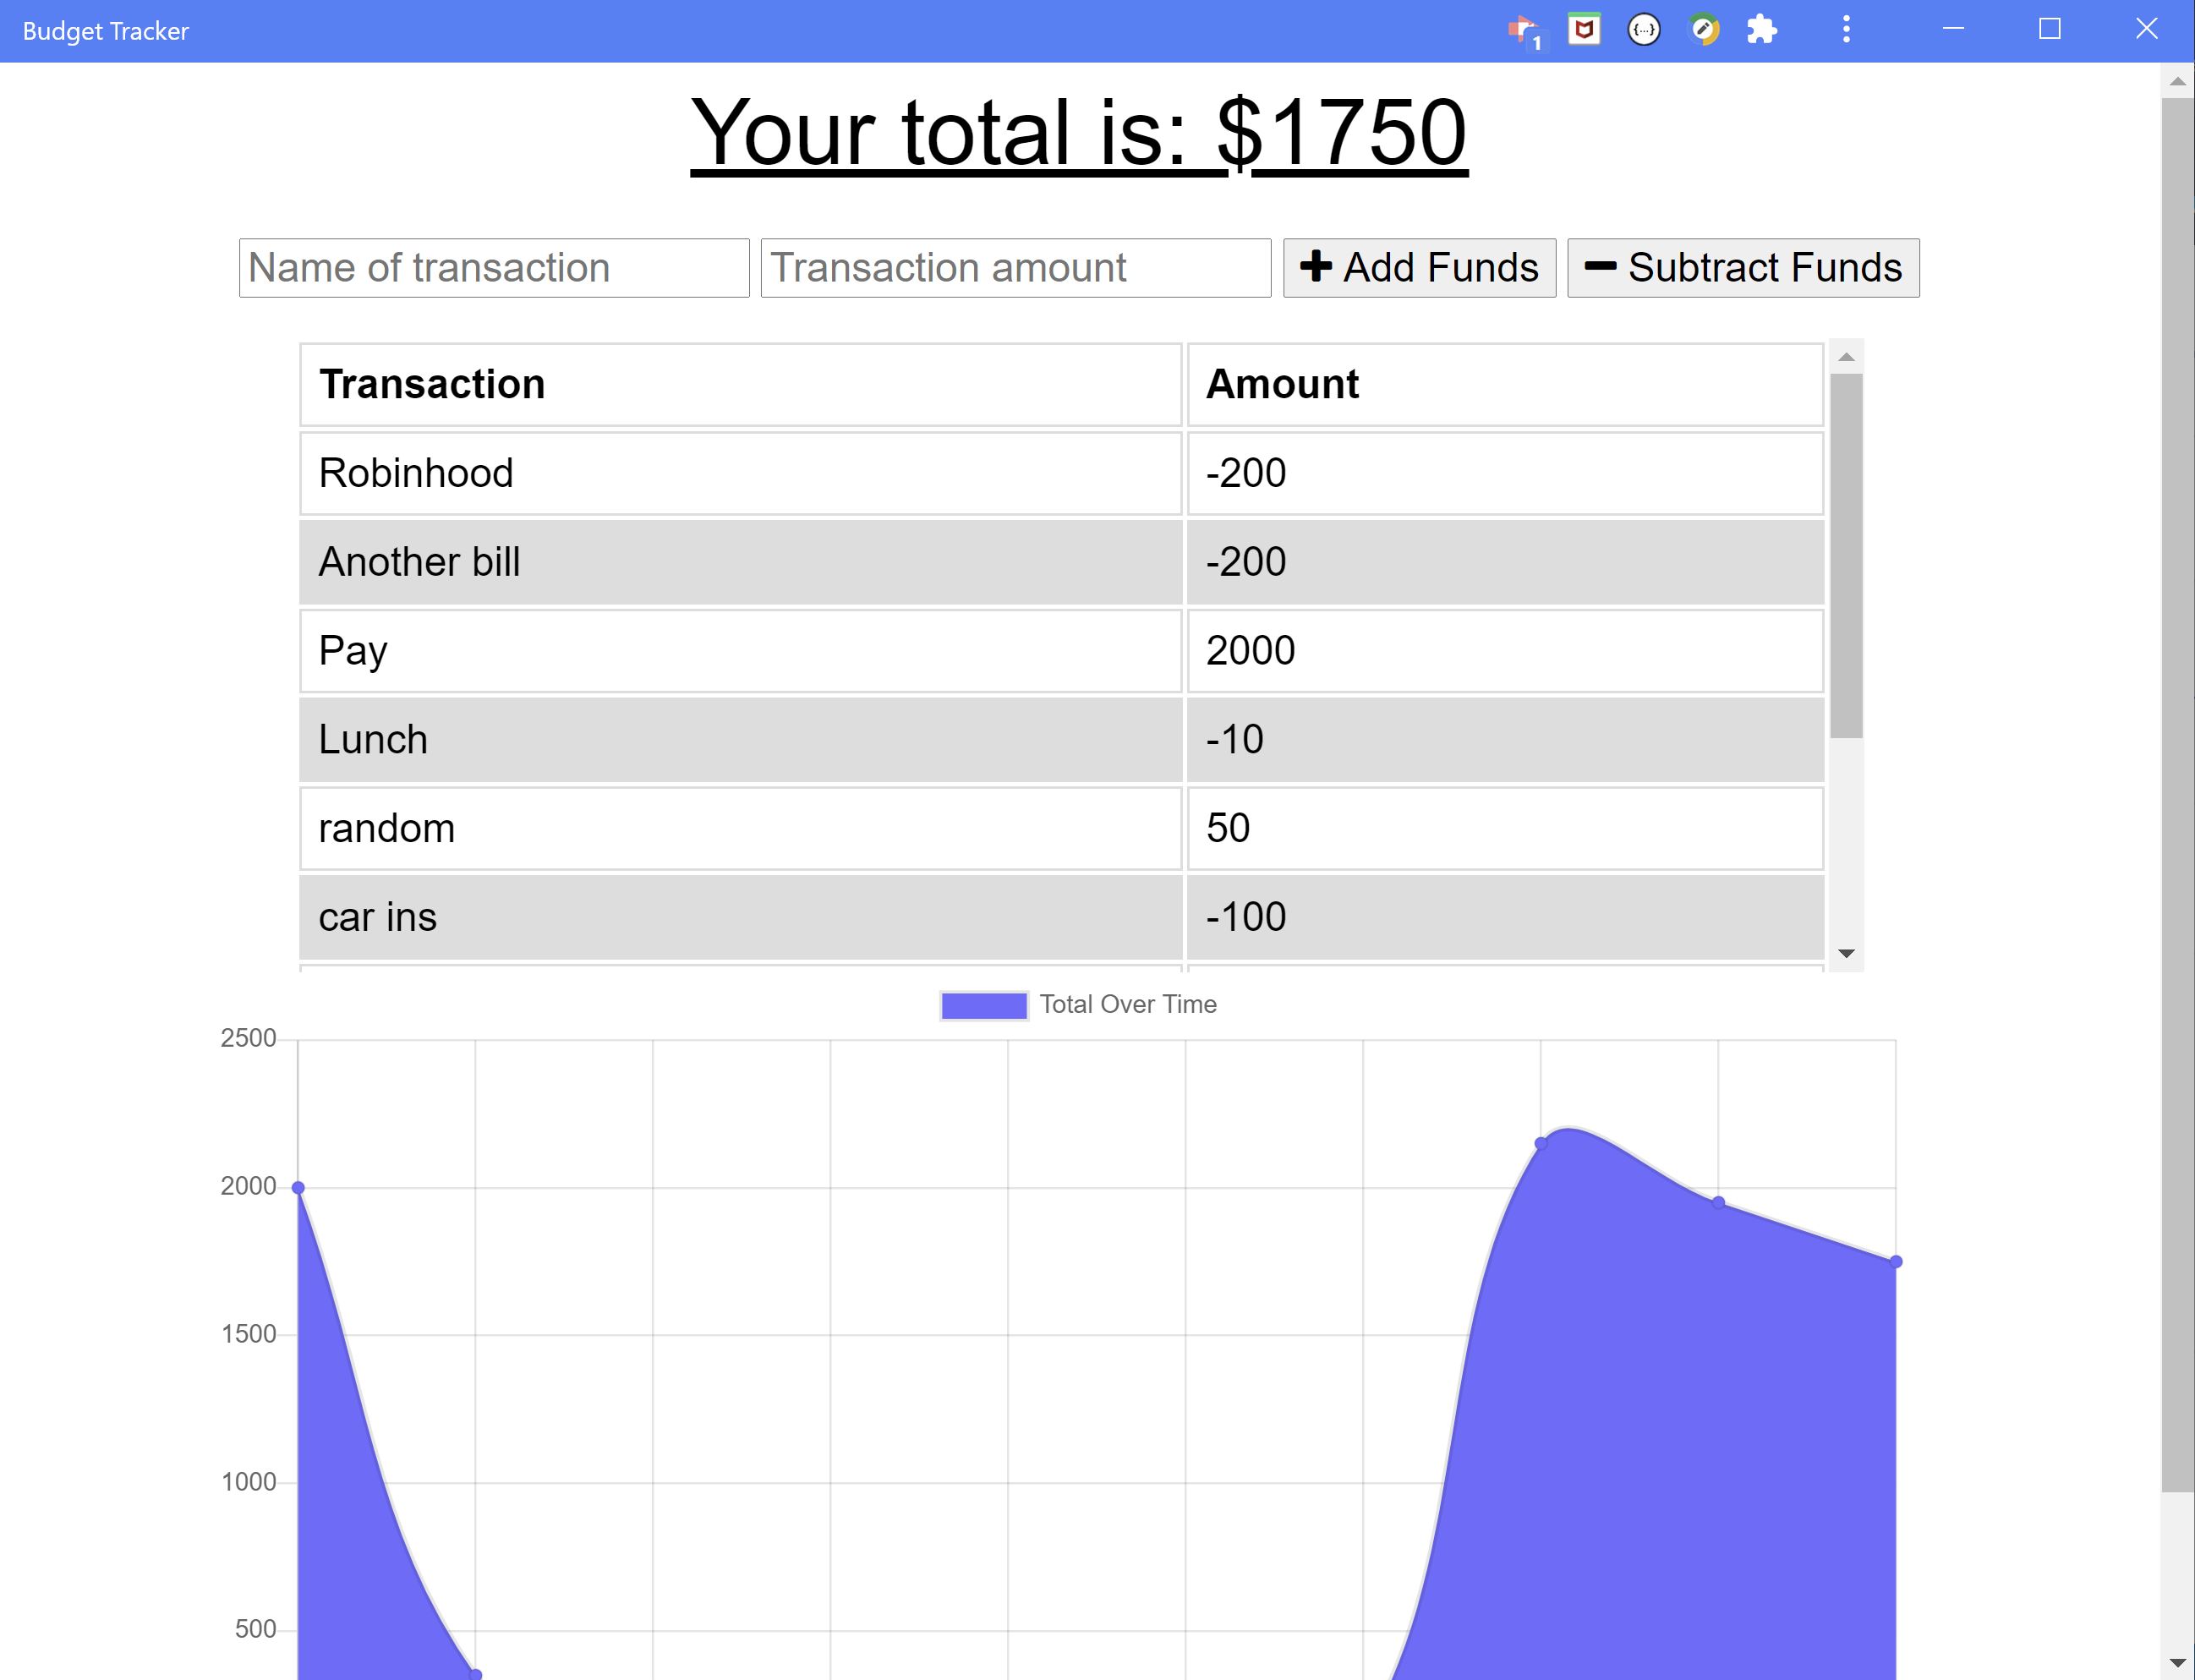 Budget Tracker
1
{...}
Your total is: $1750
Name of transaction Transaction amount Add Funds Subtract Funds
Transaction Amount
Robinhood -200
Another bill -200
Pay 2000
Lunch -10
random 50
car ins -100
Total Over Time
2500
2000
1500
1000
500